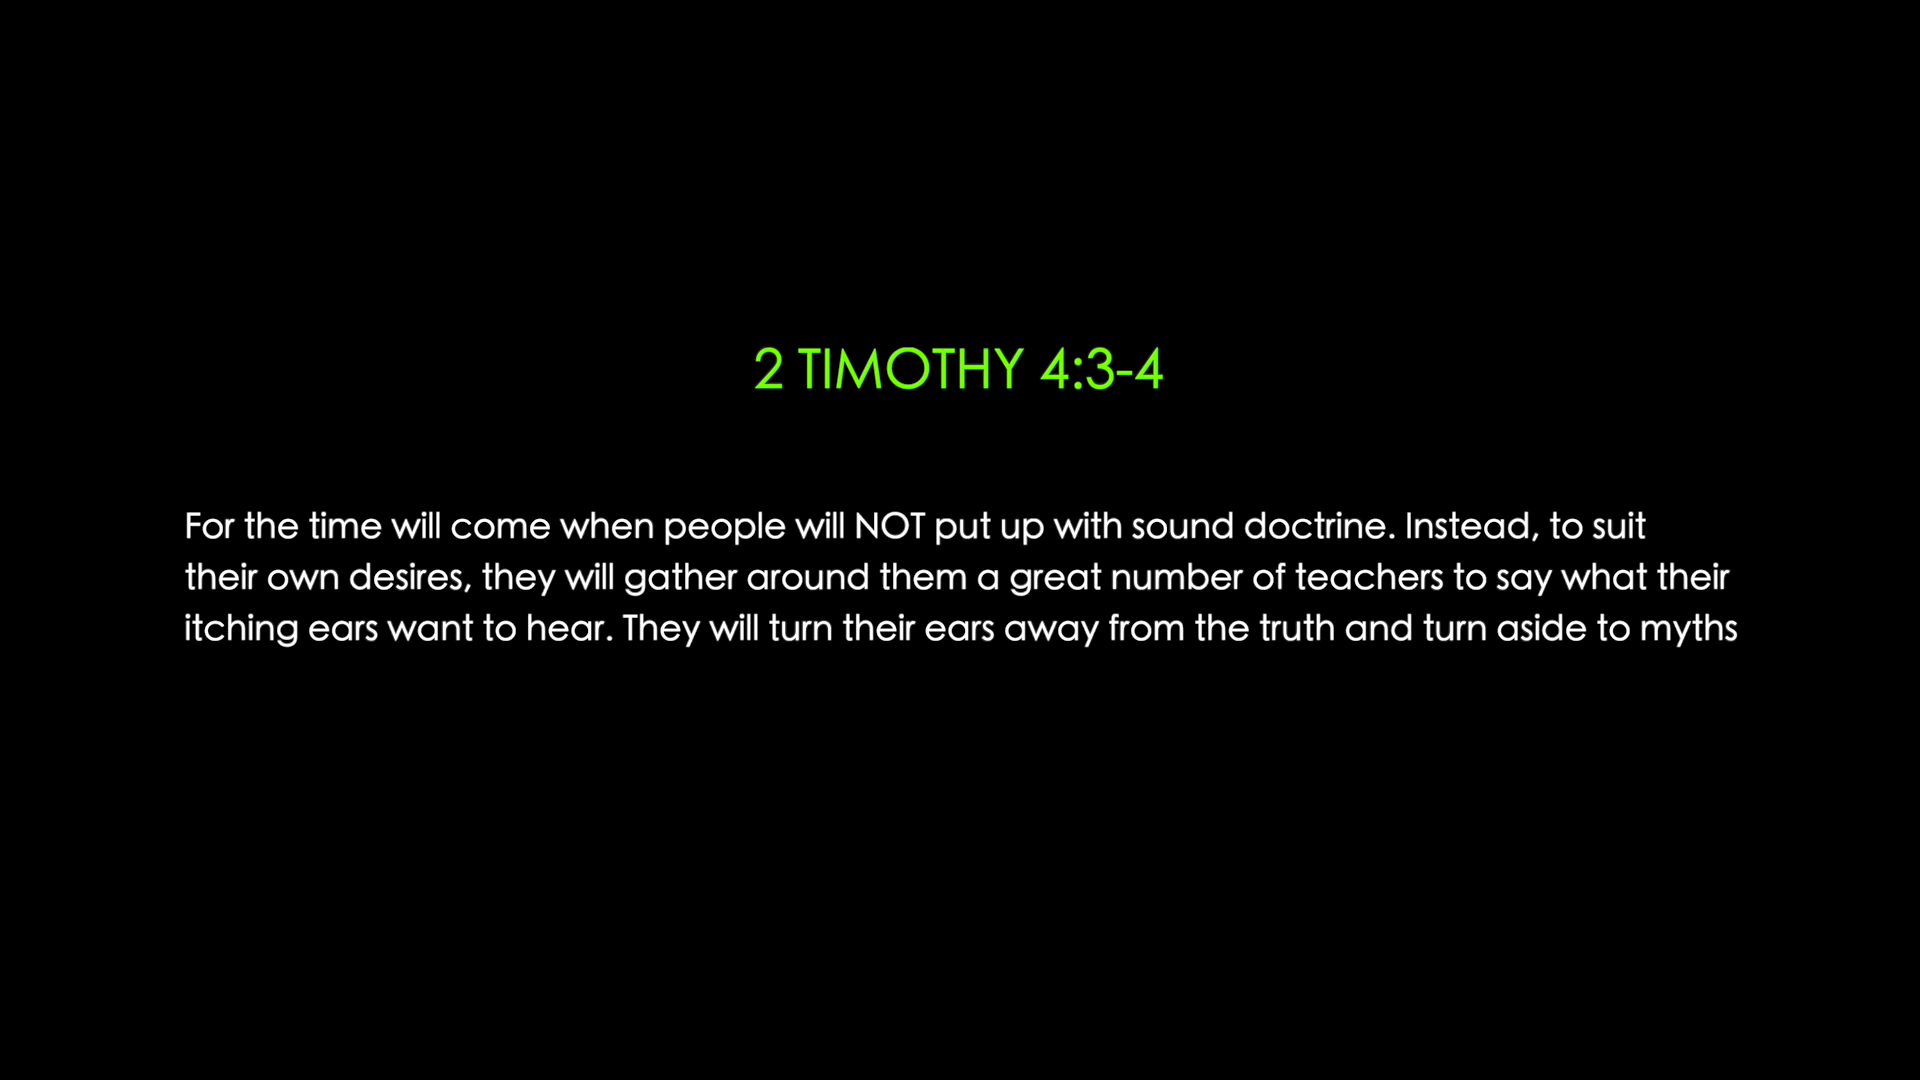 2 TIMOTHY 4:3-4
For the time will come when people will NOT put up with sound doctrine. Instead, to suit
their own desires, they will gather around them a great number of teachers to say what their
itching ears want to hear. They will turn their ears away from the truth and turn aside to myths